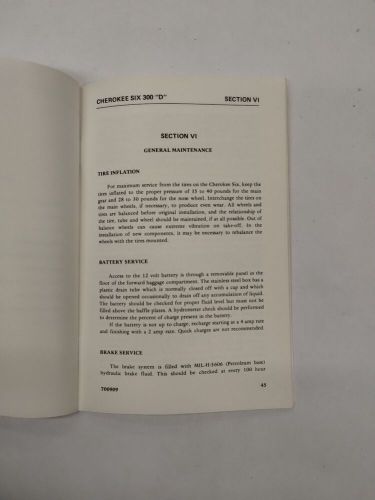 CHEROKEE SIX 300 "D" SECTION VI
SECTION VI
GENERAL MAINTENANCE
TIRE INFLATION
For maximum service from the tires on the Cherokee Six, keep the
tires inflated to the proper pressure of 35 to 40 pounds for the main
gear and 28 to 30 pounds for the nose wheel. Interchange the tires on
the main wheels, if necessary, to produce even wear. All wheels and
tires are balanced before original installation, and the relationship of
the tire, tube and wheel should be maintained, if at all possible. Out of
balance wheels can cause extreme vibration on take-off. In the
installation of new components, it may be necessary to rebalance the
wheels with the tires mounted.
BATTERY SERVICE
Access to the 12 volt battery is through a removable panel in the
floor of the forward baggage compartment. The stainless steel box has a
plastic drain tube which is normally closed off with a cap and which
should be opened occasionally to drain off any accumulation of liquid.
The battery should be checked for proper fluid level but must not be
filled above the baffle plates. A hydrometer check should be performed
to determine the percent of charge present in the battery.
If the battery is not up to charge, recharge starting at a 4 amp rate
and finishing with a 2 amp rate. Quick charges are not recommended
BRAKE SERVICE
The brake system is filled with MIL-H-5606 (Petroleum base)
hydraulic brake fluid. This should be checked at every 100 hour
700909 45